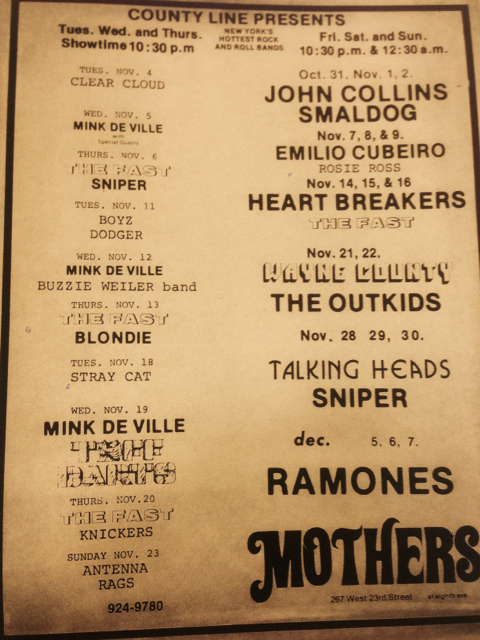 COUNTY LINE PRESENTS
Tues. Wed. and Thurs.
Showtime 10:30 p.m
NEW YORK'S
HOTTEST ROCK
AND ROLL BANDS
Fri. Sat. and Sun.
10:30 p.m. & 12:30 a.m.
TUES. NOV. 4
CLEAR CLOUD
WED. NOV. 5
MINK DE VILLE
with
Special Guests
THURS. NOV. 6
THE FAST
SNIPER
TUES. NOV. 11
BOYZ
DODGER
WED. NOV. 12
MINK DE VILLE
BUZZIE WEILER band
THURS. NOV. 13
THE FAST
BLONDIE
TUES. NOV. 18
STRAY CAT
WED. NOV. 19
MINK DE VILLE
THURS. NOV.20
THE FAST
KNICKERS
SUNDAY NOV. 23
ANTENNA
RAGS
924-9780
Oct. 31, Nov. 1, 2.
JOHN COLLINS
SMALDOG
Nov. 7, 8, & 9.
EMILIO CUBEIRO
ROSIE ROSS
Nov. 14, 15, & 16
HEART BREAKERS
THE FAST
Nov. 21, 22,
WAYNE COUNTY
THE OUTKIDS
Nov. 28 29, 30.
TALKING HEADS
SNIPER
dec. 5, 6, 7.
RAMONES
MOTHERS
267 West 23rd Street at eighth ave